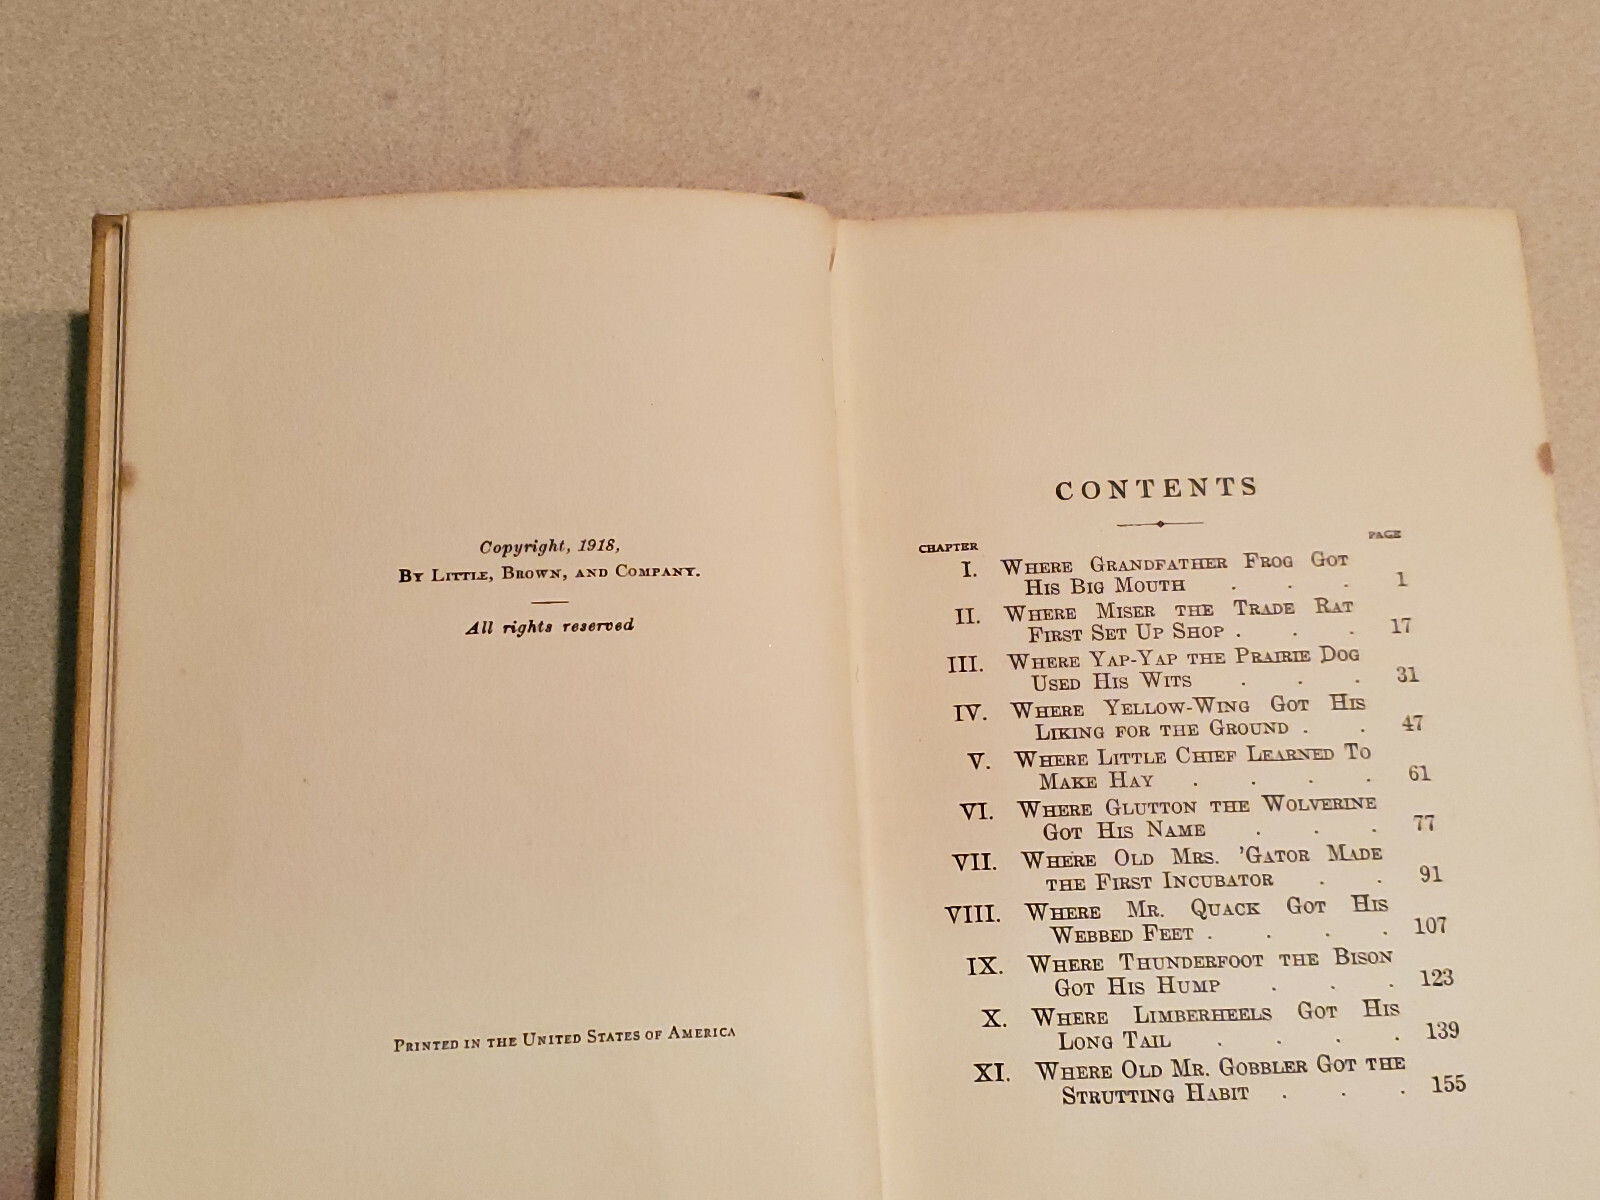 Copyright, 1918,
By Little, Brown, and Company.
All rights reserved
Printed in the United States of America
CONTENTS
CHAPTER PAGE
I. Where Grandfather Frog Got
His Big Mouth . . . 1
II. Where Miser the Trade Rat
First Set Up Shop . . . 17
III. Where Yap-Yap the Prairie Dog
Used His Wits . . . 31
IV. Where Yellow-Wing Got His
Liking for the Ground . . 47
V. Where Little Chief Learned To
Make Hay . . . . 61
VI. Where Glutton the Wolverine
Got His Name . . . 77
VII. Where Old Mrs. 'Gator Made
the First Incubator . . 91
VIII. Where Mr. Quack Got His
Webbed Feet . . . . 107
IX. Where Thunderfoot the Bison
Got His Hump . . . 123
X. Where Limberheels Got His
Long Tail . . . . 139
XI. Where Old Mr. Gobbler Got the
Strutting Habit . . . 155